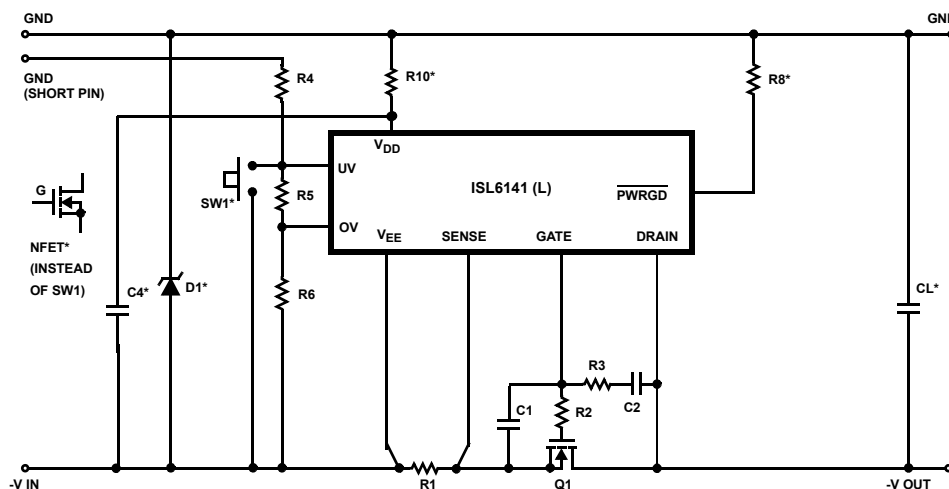 GND
GND
GND
(SHORT PIN)
R4
R10*
R8*
VDD
UV
ISL6141 (L)
PWRGD
G
SW1*
R5
OV
VEE
SENSE
GATE
DRAIN
NFET*
(INSTEAD
OF SW1)
C4*
D1*
R6
CL*
R3
C1
R2
C2
-V IN
R1
Q1
-V OUT